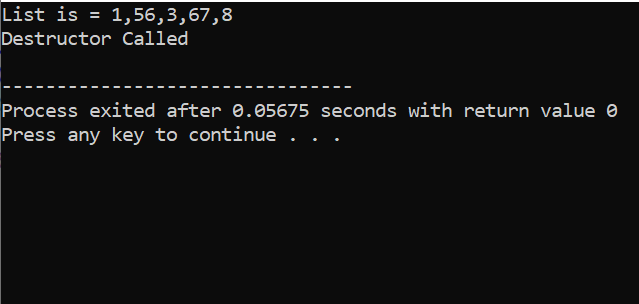 List is = 1,56,3,67,8
Destructor Called
--------------------------------
Process exited after 0.05675 seconds with return value 0
Press any key to continue . . .